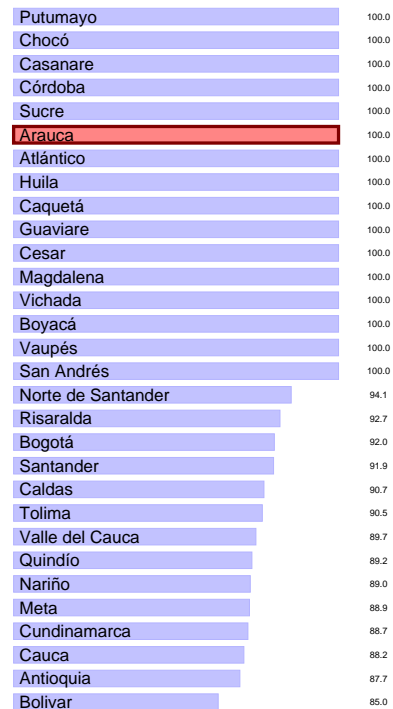 Putumayo 100.0
Chocó 100.0
Casanare 100.0
Córdoba 100.0
Sucre 100.0
Arauca 100.0
Atlántico 100.0
Huila 100.0
Caquetá 100.0
Guaviare 100.0
Cesar 100.0
Magdalena 100.0
Vichada 100.0
Boyacá 100.0
Vaupés 100.0
San Andrés 100.0
Norte de Santander 94.1
Risaralda 92.7
Bogotá 92.0
Santander 91.9
Caldas 90.7
Tolima 90.5
Valle del Cauca 89.7
Quindío 89.2
Nariño 89.0
Meta 88.9
Cundinamarca 88.7
Cauca 88.2
Antioquia 87.7
Bolivar 85.0